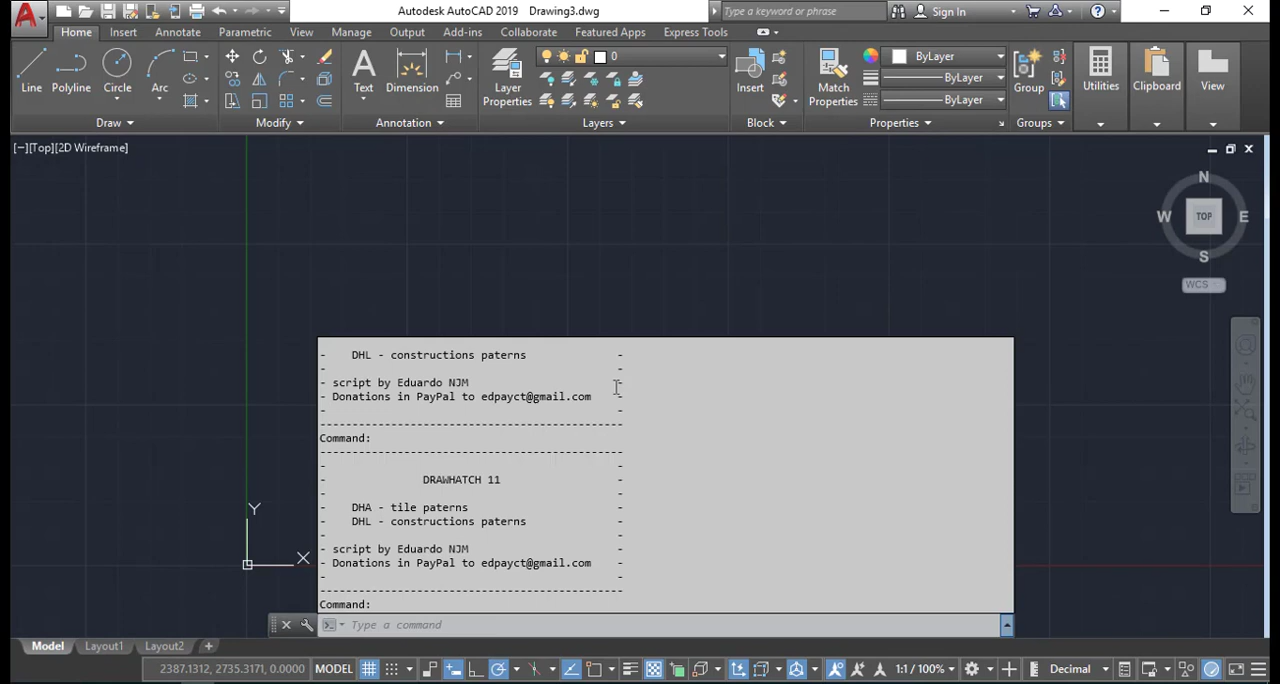 Autodesk AutoCAD 2019 Drawing3.dwg
Type a keyword or phrase
Sign In
Home Insert Annotate Parametric View Manage Output Add-ins Collaborate Featured Apps Express Tools
Line Polyline Circle Arc
Text Dimension
Layer Properties
0
Insert
Match Properties
ByLayer
ByLayer
ByLayer
Group
Utilities
Clipboard
View
Draw Modify Annotation Layers Block Properties Groups
[−][Top][2D Wireframe]
N
W TOP E
S
WCS
Y
X
- DHL - constructions paterns -
- -
- script by Eduardo NJM -
- Donations in PayPal to edpayct@gmail.com -
- -
-----------------------------------------------
Command:
-----------------------------------------------
- -
- DRAWHATCH 11 -
- -
- DHA - tile paterns -
- DHL - constructions paterns -
- -
- script by Eduardo NJM -
- Donations in PayPal to edpayct@gmail.com -
- -
-----------------------------------------------
Command:
Type a command
Model Layout1 Layout2 +
2387.1312, 2735.3171, 0.0000 MODEL 1:1 / 100% Decimal